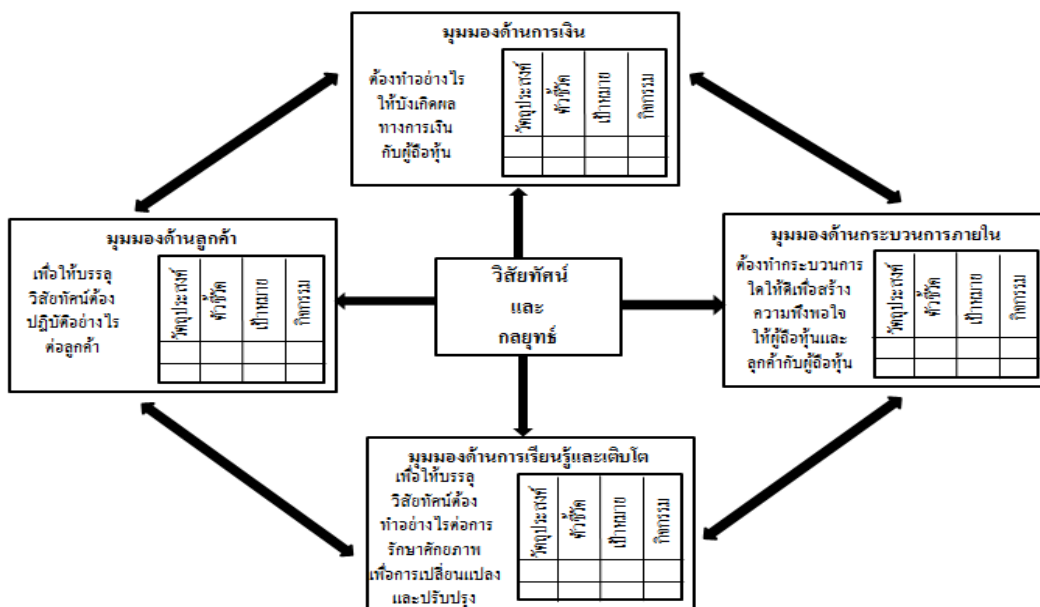 มุมมองด้านการเงิน
ต้องทำอย่างไร
ให้บังเกิดผล
ทางการเงิน
กับผู้ถือหุ้น
วัตถุประสงค์
ตัวชี้วัด
เป้าหมาย
กิจกรรม
มุมมองด้านลูกค้า
เพื่อให้บรรลุ
วิสัยทัศน์ต้อง
ปฏิบัติอย่างไร
ต่อลูกค้า
วัตถุประสงค์
ตัวชี้วัด
เป้าหมาย
กิจกรรม
วิสัยทัศน์
และ
กลยุทธ์
มุมมองด้านกระบวนการภายใน
ต้องทำกระบวนการ
ใดให้ดีเพื่อสร้าง
ความพึงพอใจ
ให้ผู้ถือหุ้นและ
ลูกค้ากับผู้ถือหุ้น
วัตถุประสงค์
ตัวชี้วัด
เป้าหมาย
กิจกรรม
มุมมองด้านการเรียนรู้และเติบโต
เพื่อให้บรรลุ
วิสัยทัศน์ต้อง
ทำอย่างไรต่อการ
รักษาศักยภาพ
เพื่อการเปลี่ยนแปลง
และปรับปรุง
วัตถุประสงค์
ตัวชี้วัด
เป้าหมาย
กิจกรรม